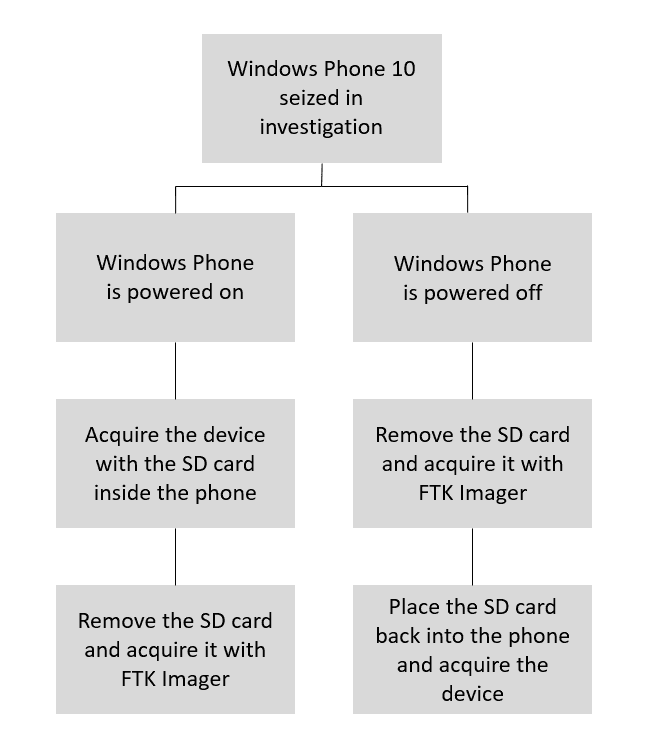 Windows Phone 10
seized in
investigation
Windows Phone
is powered on
Windows Phone
is powered off
Acquire the device
with the SD card
inside the phone
Remove the SD card
and acquire it with
FTK Imager
Remove the SD card
and acquire it with
FTK Imager
Place the SD card
back into the phone
and acquire the
device